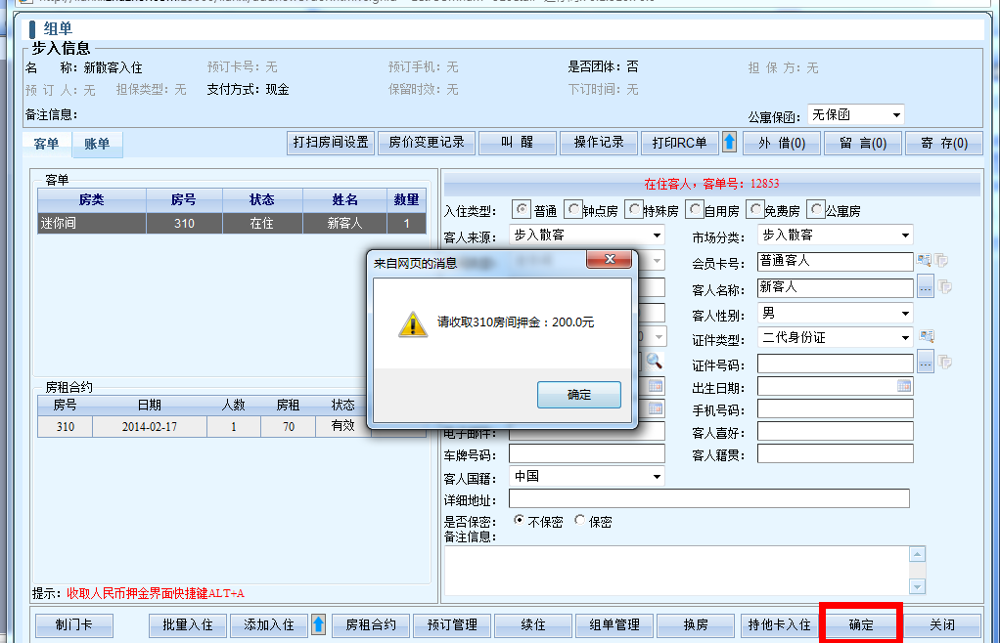 组单
步入信息
名 称：新散客入住 预订卡号：无 预订手机：无 是否团体：否 担 保 方：无
预 订 人：无 担保类型：无 支付方式：现金 保留时效：无 下订时间：无
备注信息： 公寓保函： 无保函
客单 账单 打扫房间设置 房价变更记录 叫 醒 操作记录 打印RC单 外 借(0) 留 言(0) 寄 存(0)
客单
房类 房号 状态 姓名 数量
迷你间 310 在住 新客人 1
房租合约
房号 日期 人数 房租 状态
310 2014-02-17 1 70 有效
提示：收取人民币押金界面快捷键ALT+A
在住客人，客单号：12853
入住类型： 普通 钟点房 特殊房 自用房 免费房 公寓房
客人来源： 步入散客 市场分类： 步入散客
会员卡号： 普通客人
客人名称： 新客人
客人性别： 男
证件类型： 二代身份证
证件号码：
出生日期：
手机号码：
电子邮件： 客人喜好：
车牌号码： 客人籍贯：
客人国籍： 中国
详细地址：
是否保密： 不保密 保密
备注信息：
来自网页的消息
请收取310房间押金：200.0元
确定
制门卡 批量入住 添加入住 房租合约 预订管理 续住 组单管理 换房 持他卡入住 确定 关闭